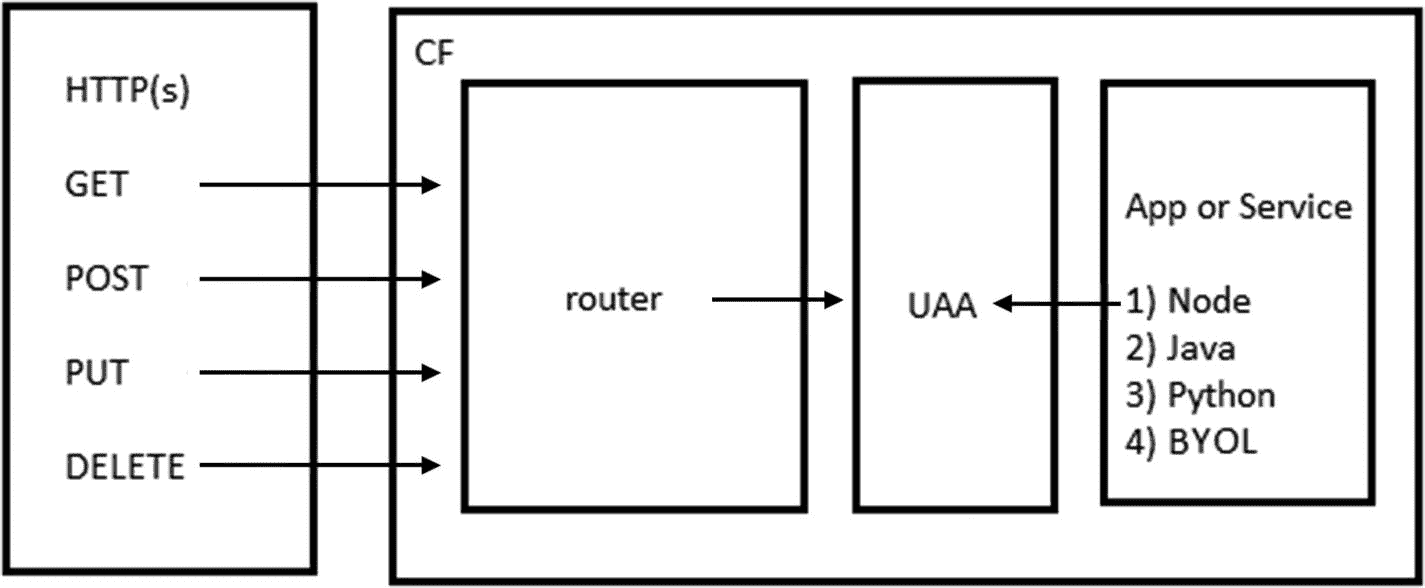 HTTP(s)
GET
POST
PUT
DELETE
CF
router
UAA
App or Service
1) Node
2) Java
3) Python
4) BYOL